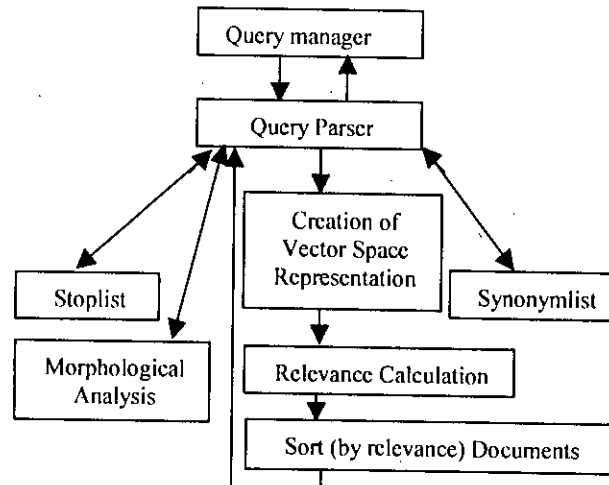 Query manager
Query Parser
Creation of
Vector Space
Representation
Stoplist
Synonymlist
Morphological
Analysis
Relevance Calculation
Sort (by relevance) Documents